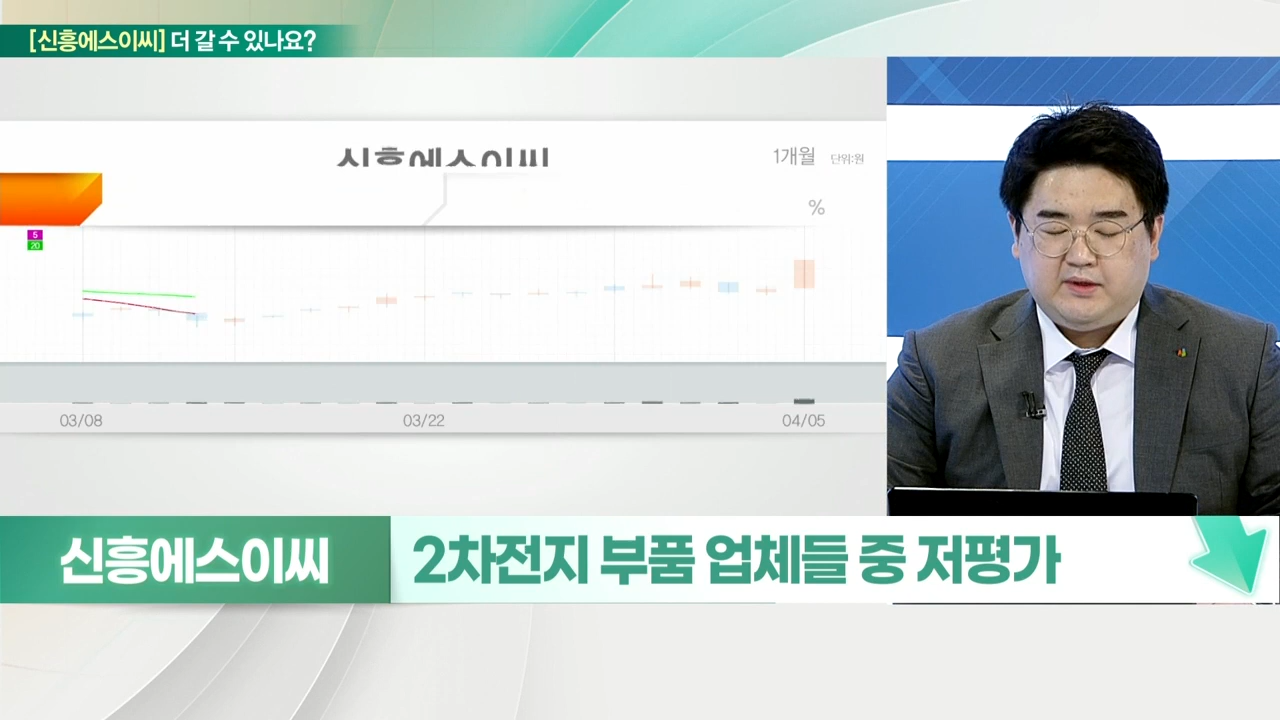 [신흥에스이씨] 더 갈 수 있나요?
신흥에스이씨
1개월 단위:원
%
5
20
03/08 03/22 04/05
신흥에스이씨 2차전지 부품 업체들 중 저평가